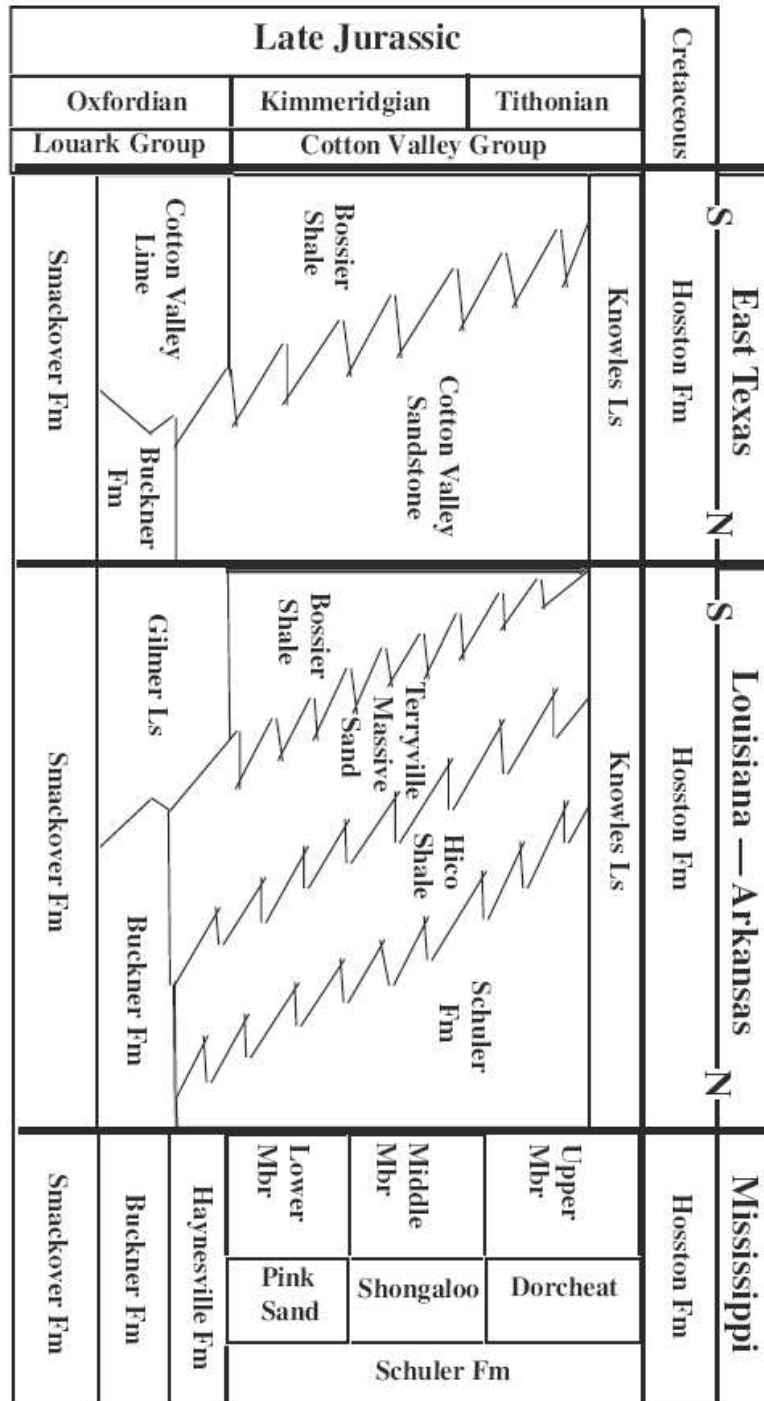 Late Jurassic
Cretaceous
Oxfordian
Kimmeridgian
Tithonian
Louark Group
Cotton Valley Group
S
East Texas
N
Smackover Fm
Cotton Valley
Lime
Buckner
Fm
Bossier
Shale
Cotton Valley
Sandstone
Knowles Ls
Hosston Fm
S
Louisiana — Arkansas
N
Smackover Fm
Gilmer Ls
Buckner Fm
Bossier
Shale
Terryville
Massive
Sand
Hico
Shale
Schuler
Fm
Knowles Ls
Hosston Fm
Mississippi
Smackover Fm
Buckner Fm
Haynesville Fm
Lower
Mbr
Middle
Mbr
Upper
Mbr
Pink
Sand
Shongaloo
Dorcheat
Schuler Fm
Hosston Fm